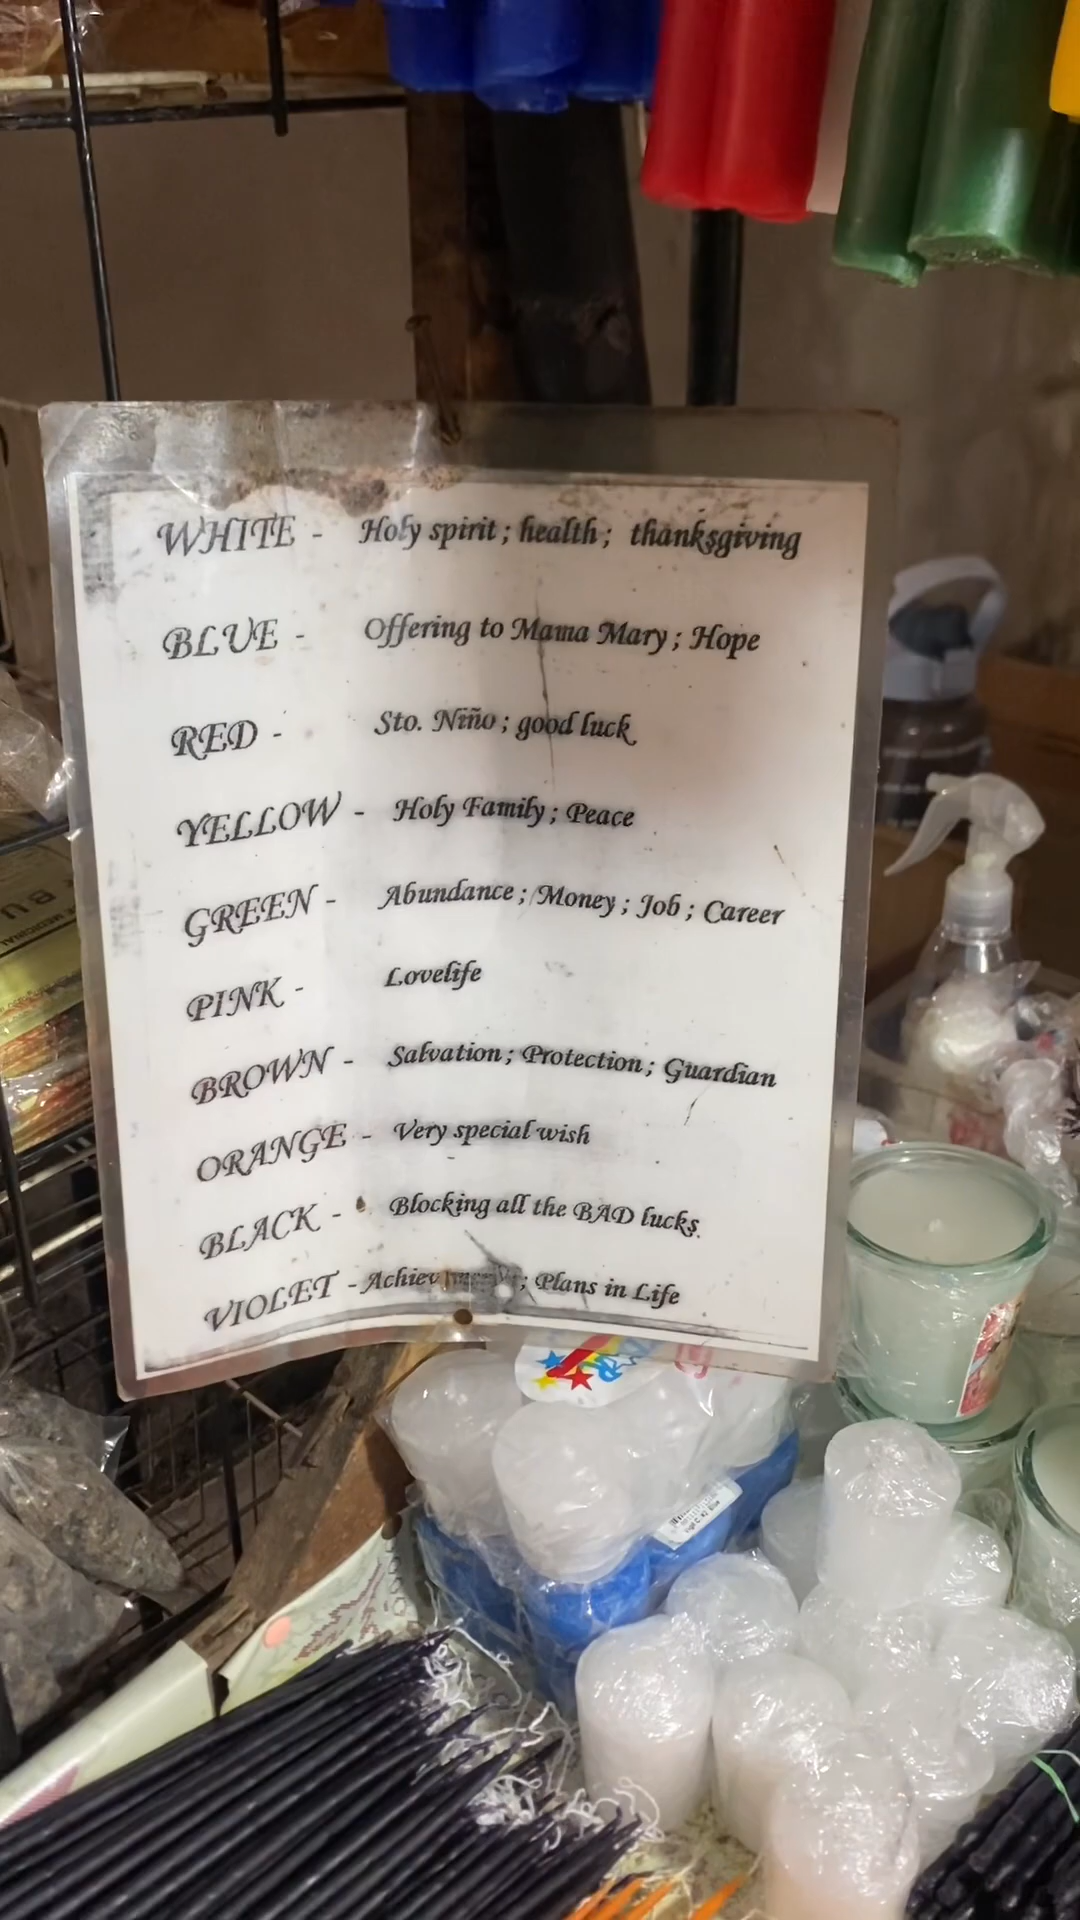 WHITE - Holy spirit ; health ; thanksgiving
BLUE - Offering to Mama Mary ; Hope
RED - Sto. Niño ; good luck
YELLOW - Holy Family ; Peace
GREEN - Abundance ; Money ; Job ; Career
PINK - Lovelife
BROWN - Salvation ; Protection ; Guardian
ORANGE - Very special wish
BLACK - Blocking all the BAD lucks.
VIOLET - ; Plans in Life